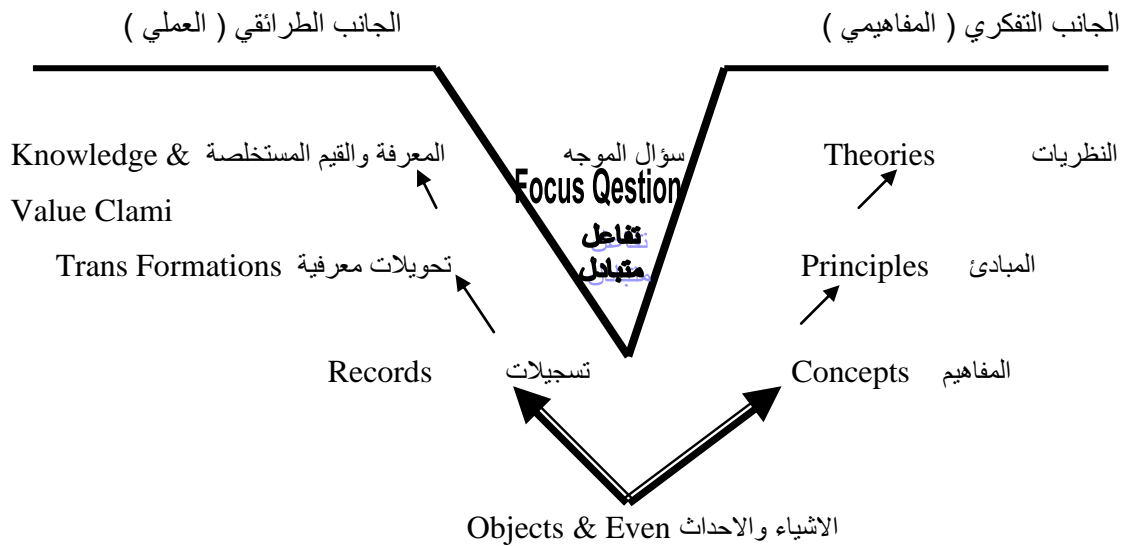 الجانب التفكري ( المفاهيمي )
الجانب الطرائقي ( العملي )
النظريات Theories
سؤال الموجه
المعرفة والقيم المستخلصة Knowledge &
Value Clami
Focus Qestion
تفاعل
متبادل
المبادئ Principles
تحويلات معرفية Trans Formations
المفاهيم Concepts
تسجيلات Records
الاشياء والاحداث Objects & Even